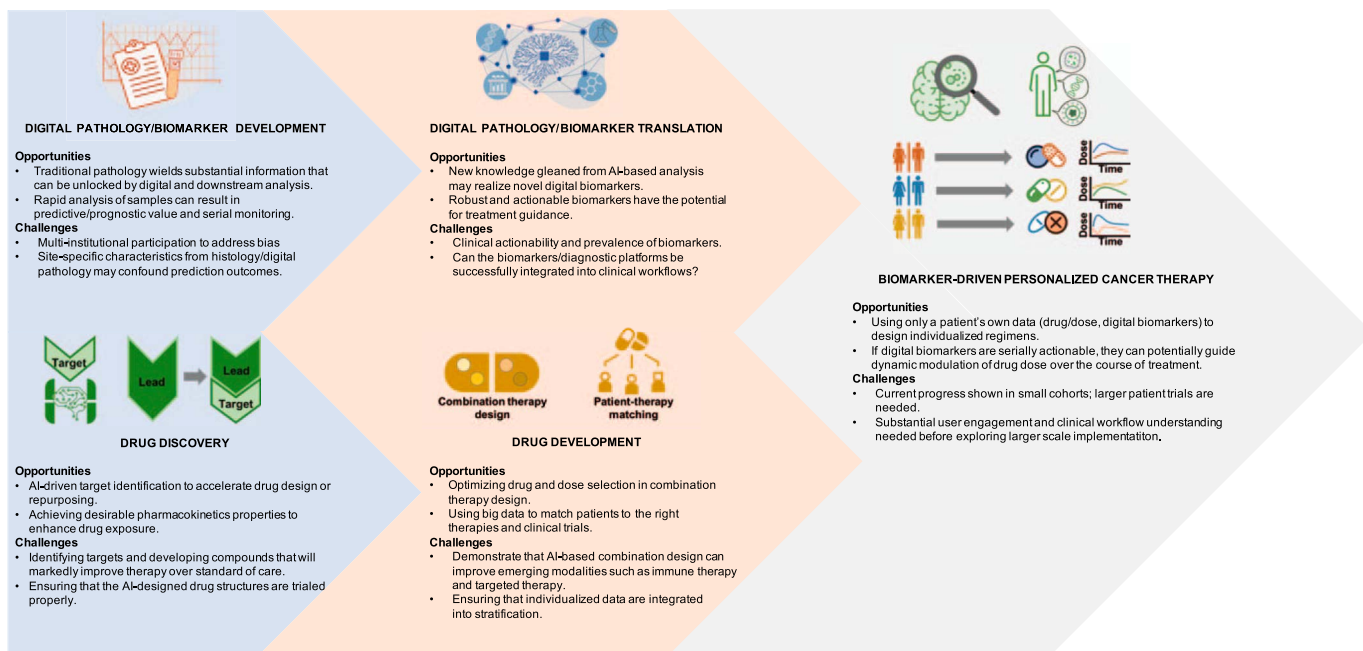 DIGITAL PATHOLOGY/BIOMARKER DEVELOPMENT
Opportunities
• Traditional pathology wields substantial information that
can be unlocked by digital and downstream analysis.
• Rapid analysis of samples can result in
predictive/prognostic value and serial monitoring.
Challenges
• Multi-institutional participation to address bias
• Site-specific characteristics from histology/digital
pathology may confound prediction outcomes.
Target
Lead
Lead
Target
DRUG DISCOVERY
Opportunities
• AI-driven target identification to accelerate drug design or
repurposing.
• Achieving desirable pharmacokinetics properties to
enhance drug exposure.
Challenges
• Identifying targets and developing compounds that will
markedly improve therapy over standard of care.
• Ensuring that the AI-designed drug structures are trialed
properly.
DIGITAL PATHOLOGY/BIOMARKER TRANSLATION
Opportunities
• New knowledge gleaned from AI-based analysis
may realize novel digital biomarkers.
• Robust and actionable biomarkers have the potential
for treatment guidance.
Challenges
• Clinical actionability and prevalence of biomarkers.
• Can the biomarkers/diagnostic platforms be
successfully integrated into clinical workflows?
Combination therapy
design
Patient-therapy
matching
DRUG DEVELOPMENT
Opportunities
• Optimizing drug and dose selection in combination
therapy design.
• Using big data to match patients to the right
therapies and clinical trials.
Challenges
• Demonstrate that AI-based combination design can
improve emerging modalities such as immune therapy
and targeted therapy.
• Ensuring that individualized data are integrated
into stratification.
Dose
Time
Dose
Time
Dose
Time
BIOMARKER-DRIVEN PERSONALIZED CANCER THERAPY
Opportunities
• Using only a patient's own data (drug/dose, digital biomarkers) to
design individualized regimens.
• If digital biomarkers are serially actionable, they can potentially guide
dynamic modulation of drug dose over the course of treatment.
Challenges
• Current progress shown in small cohorts; larger patient trials are
needed.
• Substantial user engagement and clinical workflow understanding
needed before exploring larger scale implementatiton.